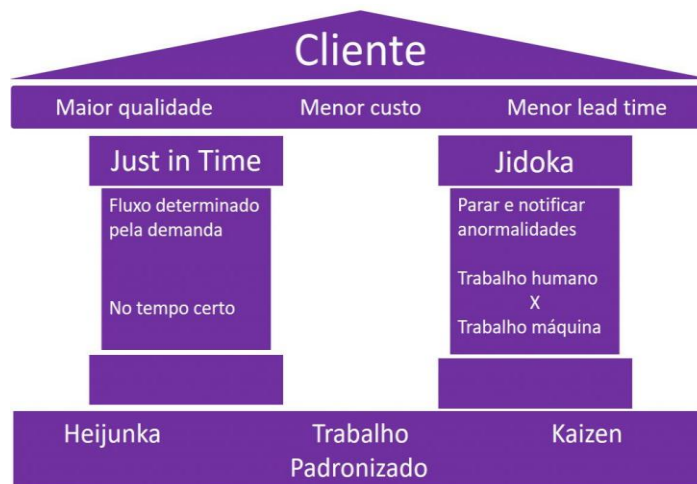 Cliente
Maior qualidade Menor custo Menor lead time
Just in Time
Fluxo determinado
pela demanda
No tempo certo
Jidoka
Parar e notificar
anormalidades
Trabalho humano
X
Trabalho máquina
Heijunka Trabalho Kaizen
Padronizado